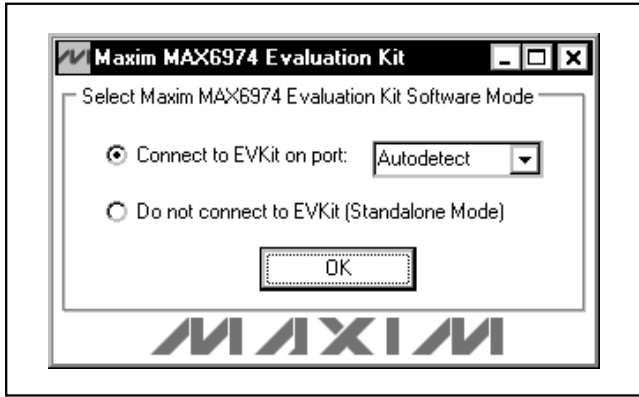 Maxim MAX6974 Evaluation Kit
Select Maxim MAX6974 Evaluation Kit Software Mode
Connect to EVKit on port: Autodetect
Do not connect to EVKit (Standalone Mode)
OK
MAXIM